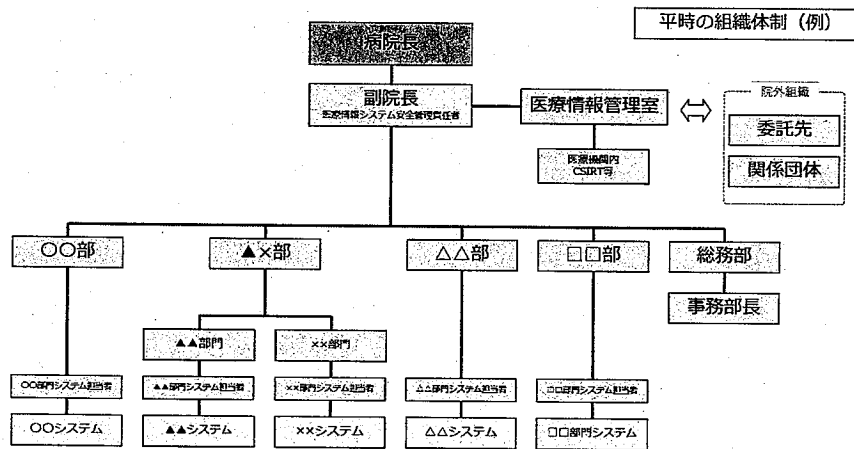 平時の組織体制（例）
病院長
副院長
医療情報システム安全管理責任者
医療情報管理室
院外組織
委託先
関係団体
医療機関内
CSIRT等
〇〇部
▲×部
△△部
□□部
総務部
事務部長
▲▲部門
××部門
〇〇部門システム担当者
▲▲部門システム担当者
××部門システム担当者
△△部門システム担当者
□□部門システム担当者
〇〇システム
▲▲システム
××システム
△△システム
□□部門システム